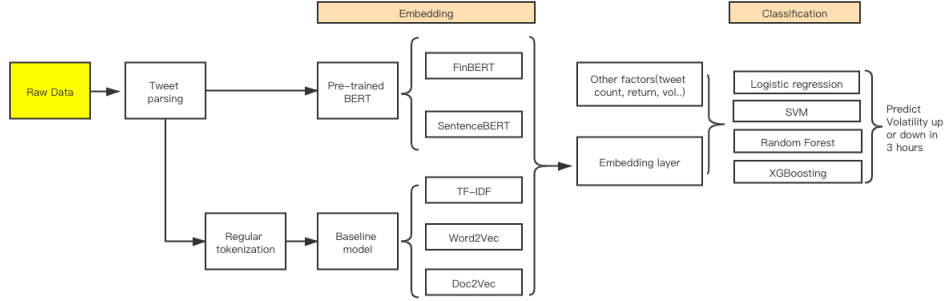 Embedding
Classification
Raw Data
Tweet
parsing
Pre-trained
BERT
FinBERT
SentenceBERT
Other factors(tweet
count, return, vol..)
Embedding layer
Logistic regression
SVM
Random Forest
XGBoosting
Predict
Volatility up
or down in
3 hours
Regular
tokenization
Baseline
model
TF-IDF
Word2Vec
Doc2Vec